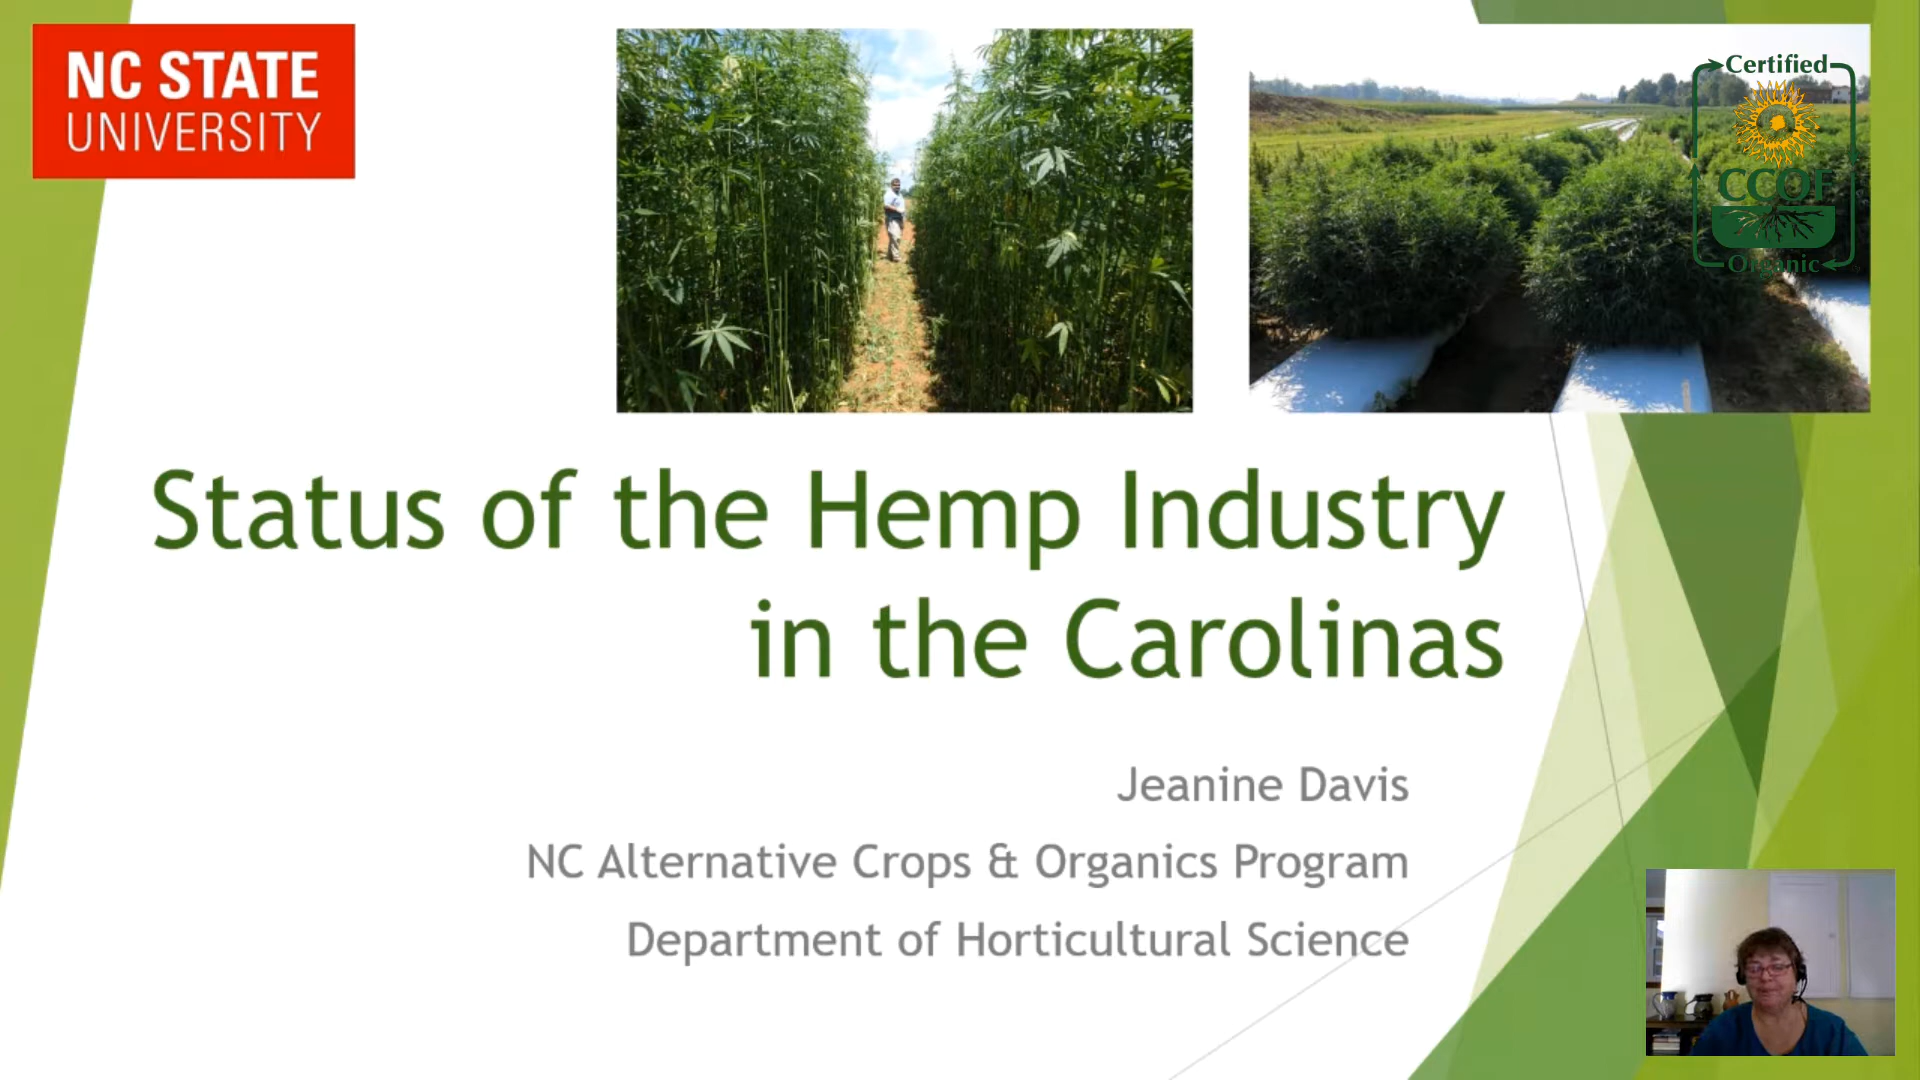 NC STATE
UNIVERSITY
Certified
CCOF
Organic
Status of the Hemp Industry
in the Carolinas
Jeanine Davis
NC Alternative Crops & Organics Program
Department of Horticultural Science